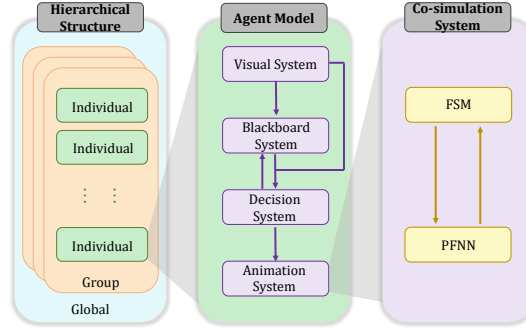 Hierarchical
Structure
Individual
Individual
Individual
Group
Global
Agent Model
Visual System
Blackboard
System
Decision
System
Animation
System
Co-simulation
System
FSM
PFNN